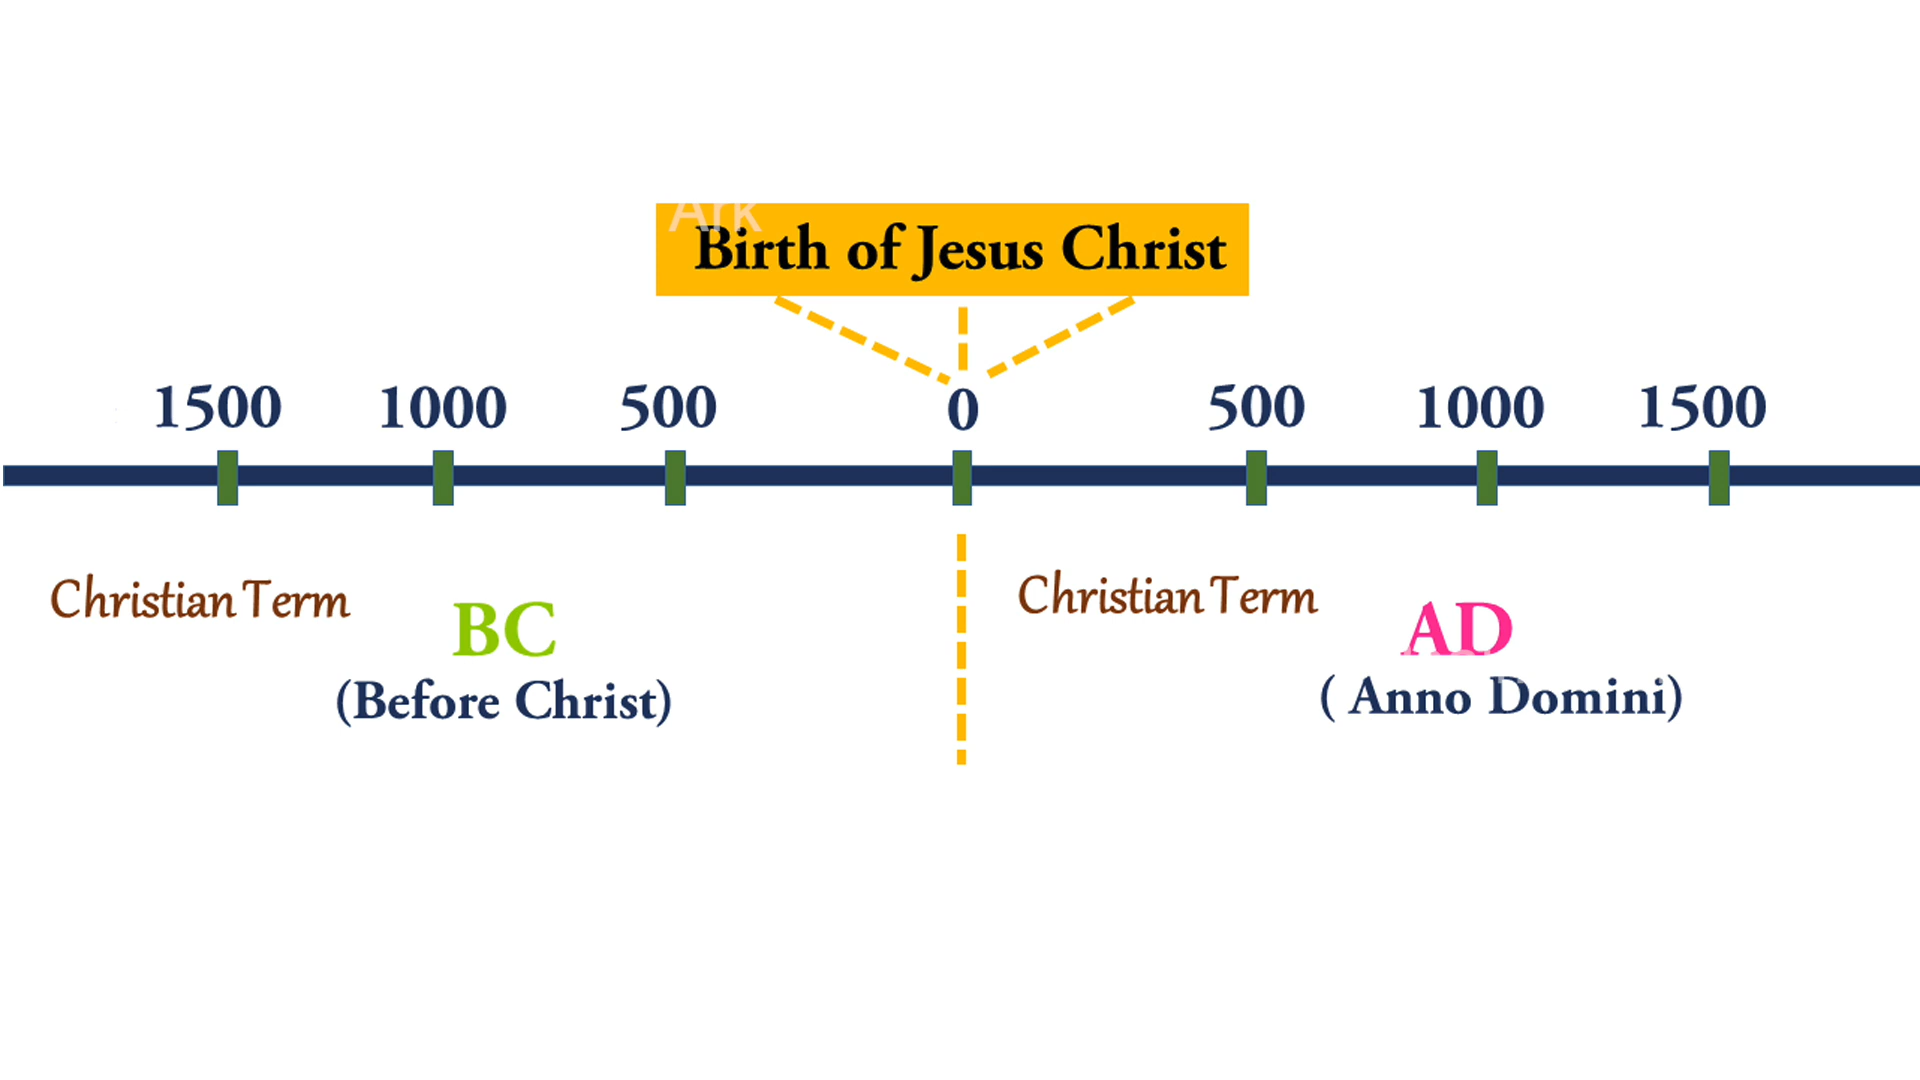 Ark
Birth of Jesus Christ
1500 1000 500 0 500 1000 1500
Christian Term
BC
(Before Christ)
Christian Term
AD
( Anno Domini)